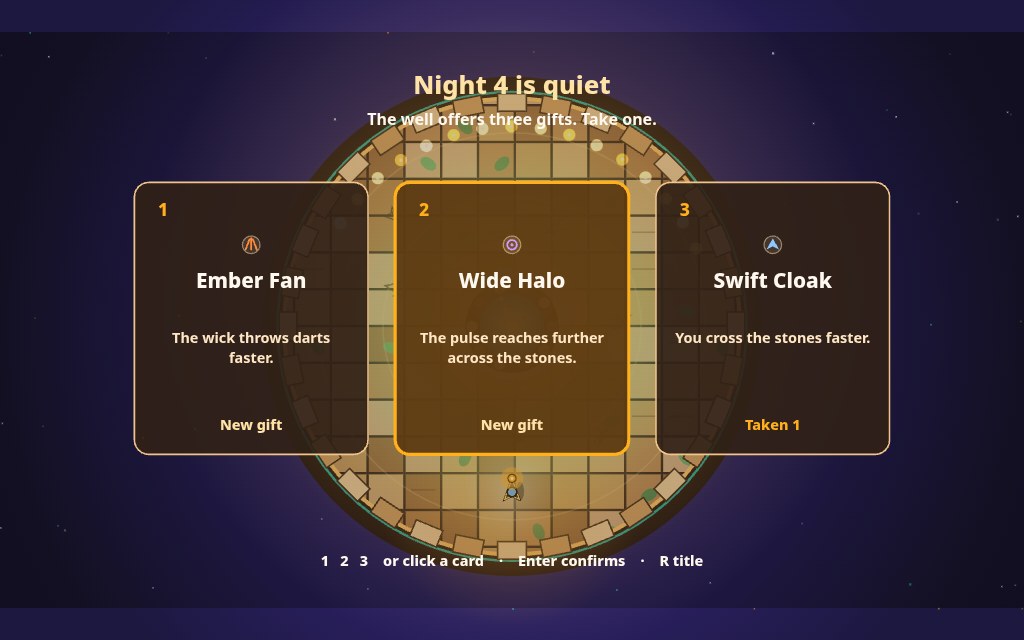 Night 4 is quiet
The well offers three gifts. Take one.
1
Ember Fan
The wick throws darts
faster.
New gift
2
Wide Halo
The pulse reaches further
across the stones.
New gift
3
Swift Cloak
You cross the stones faster.
Taken 1
1 2 3 or click a card · Enter confirms · R title